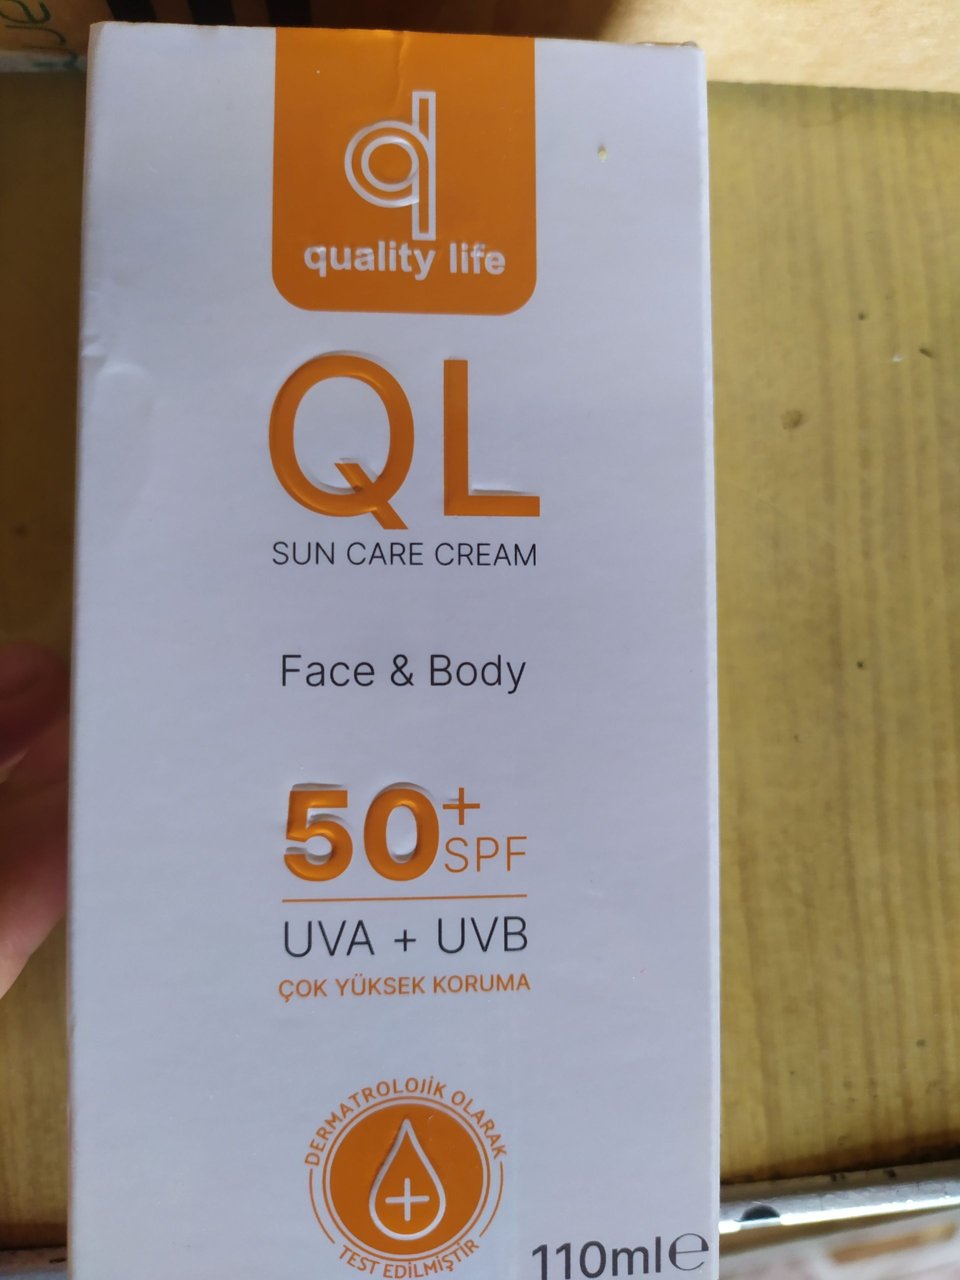 quality life
QL
SUN CARE CREAM
Face & Body
50+
SPF
UVA + UVB
ÇOK YÜKSEK KORUMA
DERMATROLOJİK OLARAK
TEST EDİLMİŞTİR
110ml℮